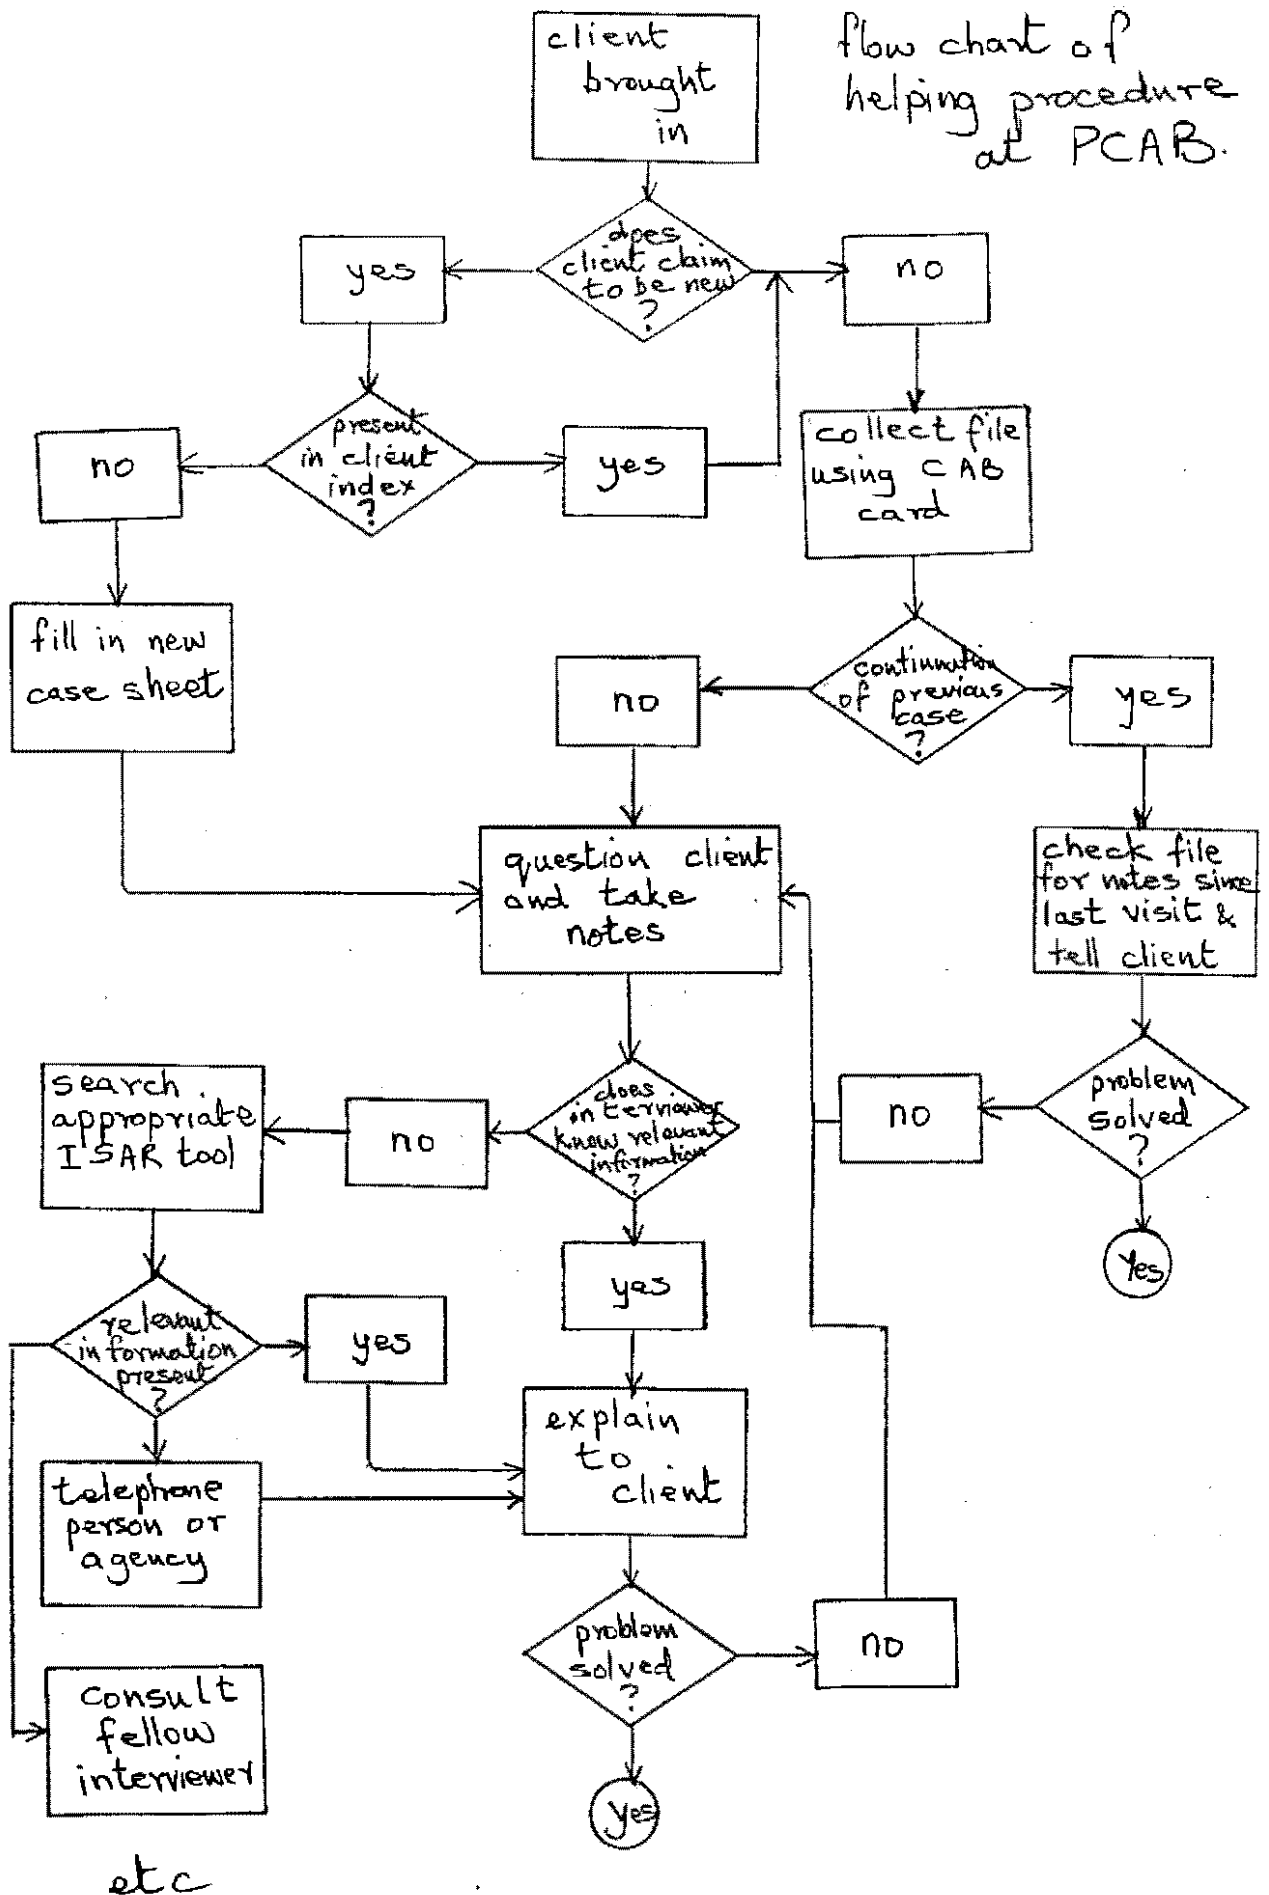 flow chart of
helping procedure
at PCAB.
client
brought
in
does
client claim
to be new
?
yes
no
present
in client
index
?
no
yes
collect file
using CAB
card
fill in new
case sheet
continuation
of previous
case
?
no
yes
question client
and take
notes
check file
for notes since
last visit &
tell client
does
interviewer
know relevant
information
?
no
search
appropriate
ISAR tool
problem
solved
?
no
Yes
yes
relevant
information
present
?
yes
explain
to
client
telephone
person or
agency
problem
solved
?
no
consult
fellow
interviewer
Yes
etc